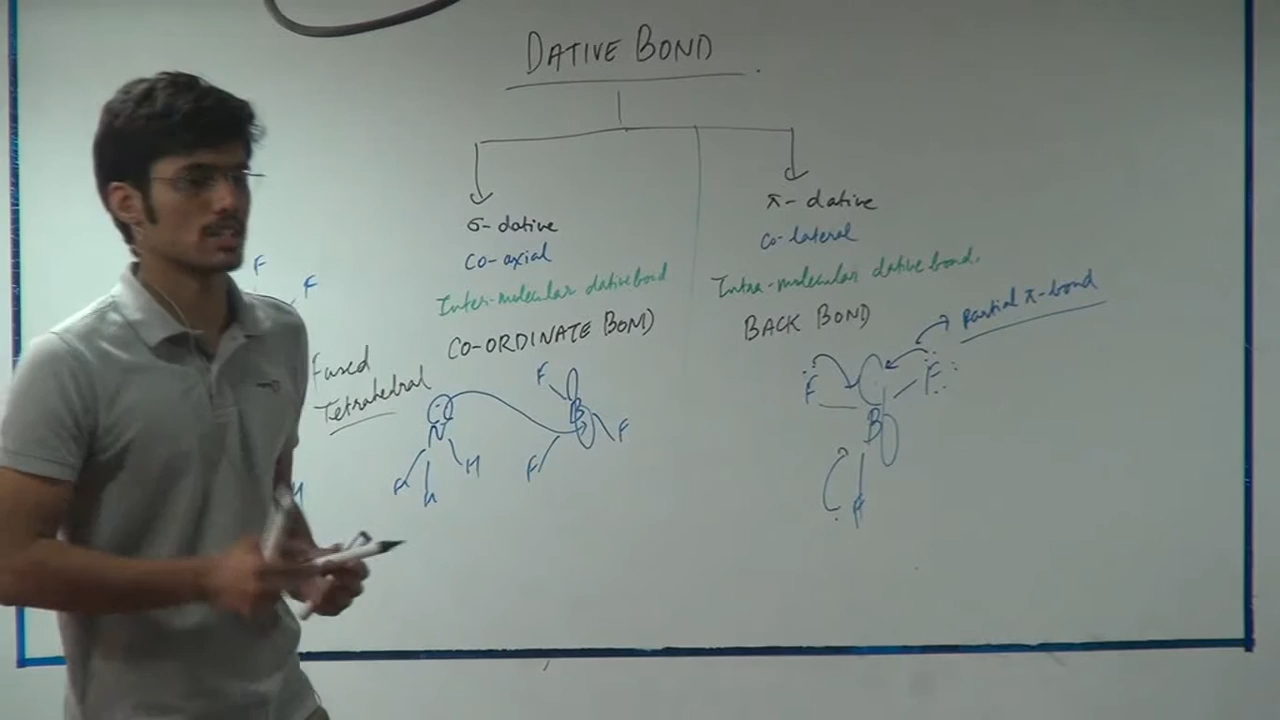 DATIVE BOND
σ-dative
co-axial
Inter-molecular dative bond
CO-ORDINATE BOND
π-dative
co-lateral
Intra-molecular dative bond.
BACK BOND
Partial π-bond
Fused
Tetrahedral
F
F
N
H
H
F
B
F
F
F
F
B
F
H